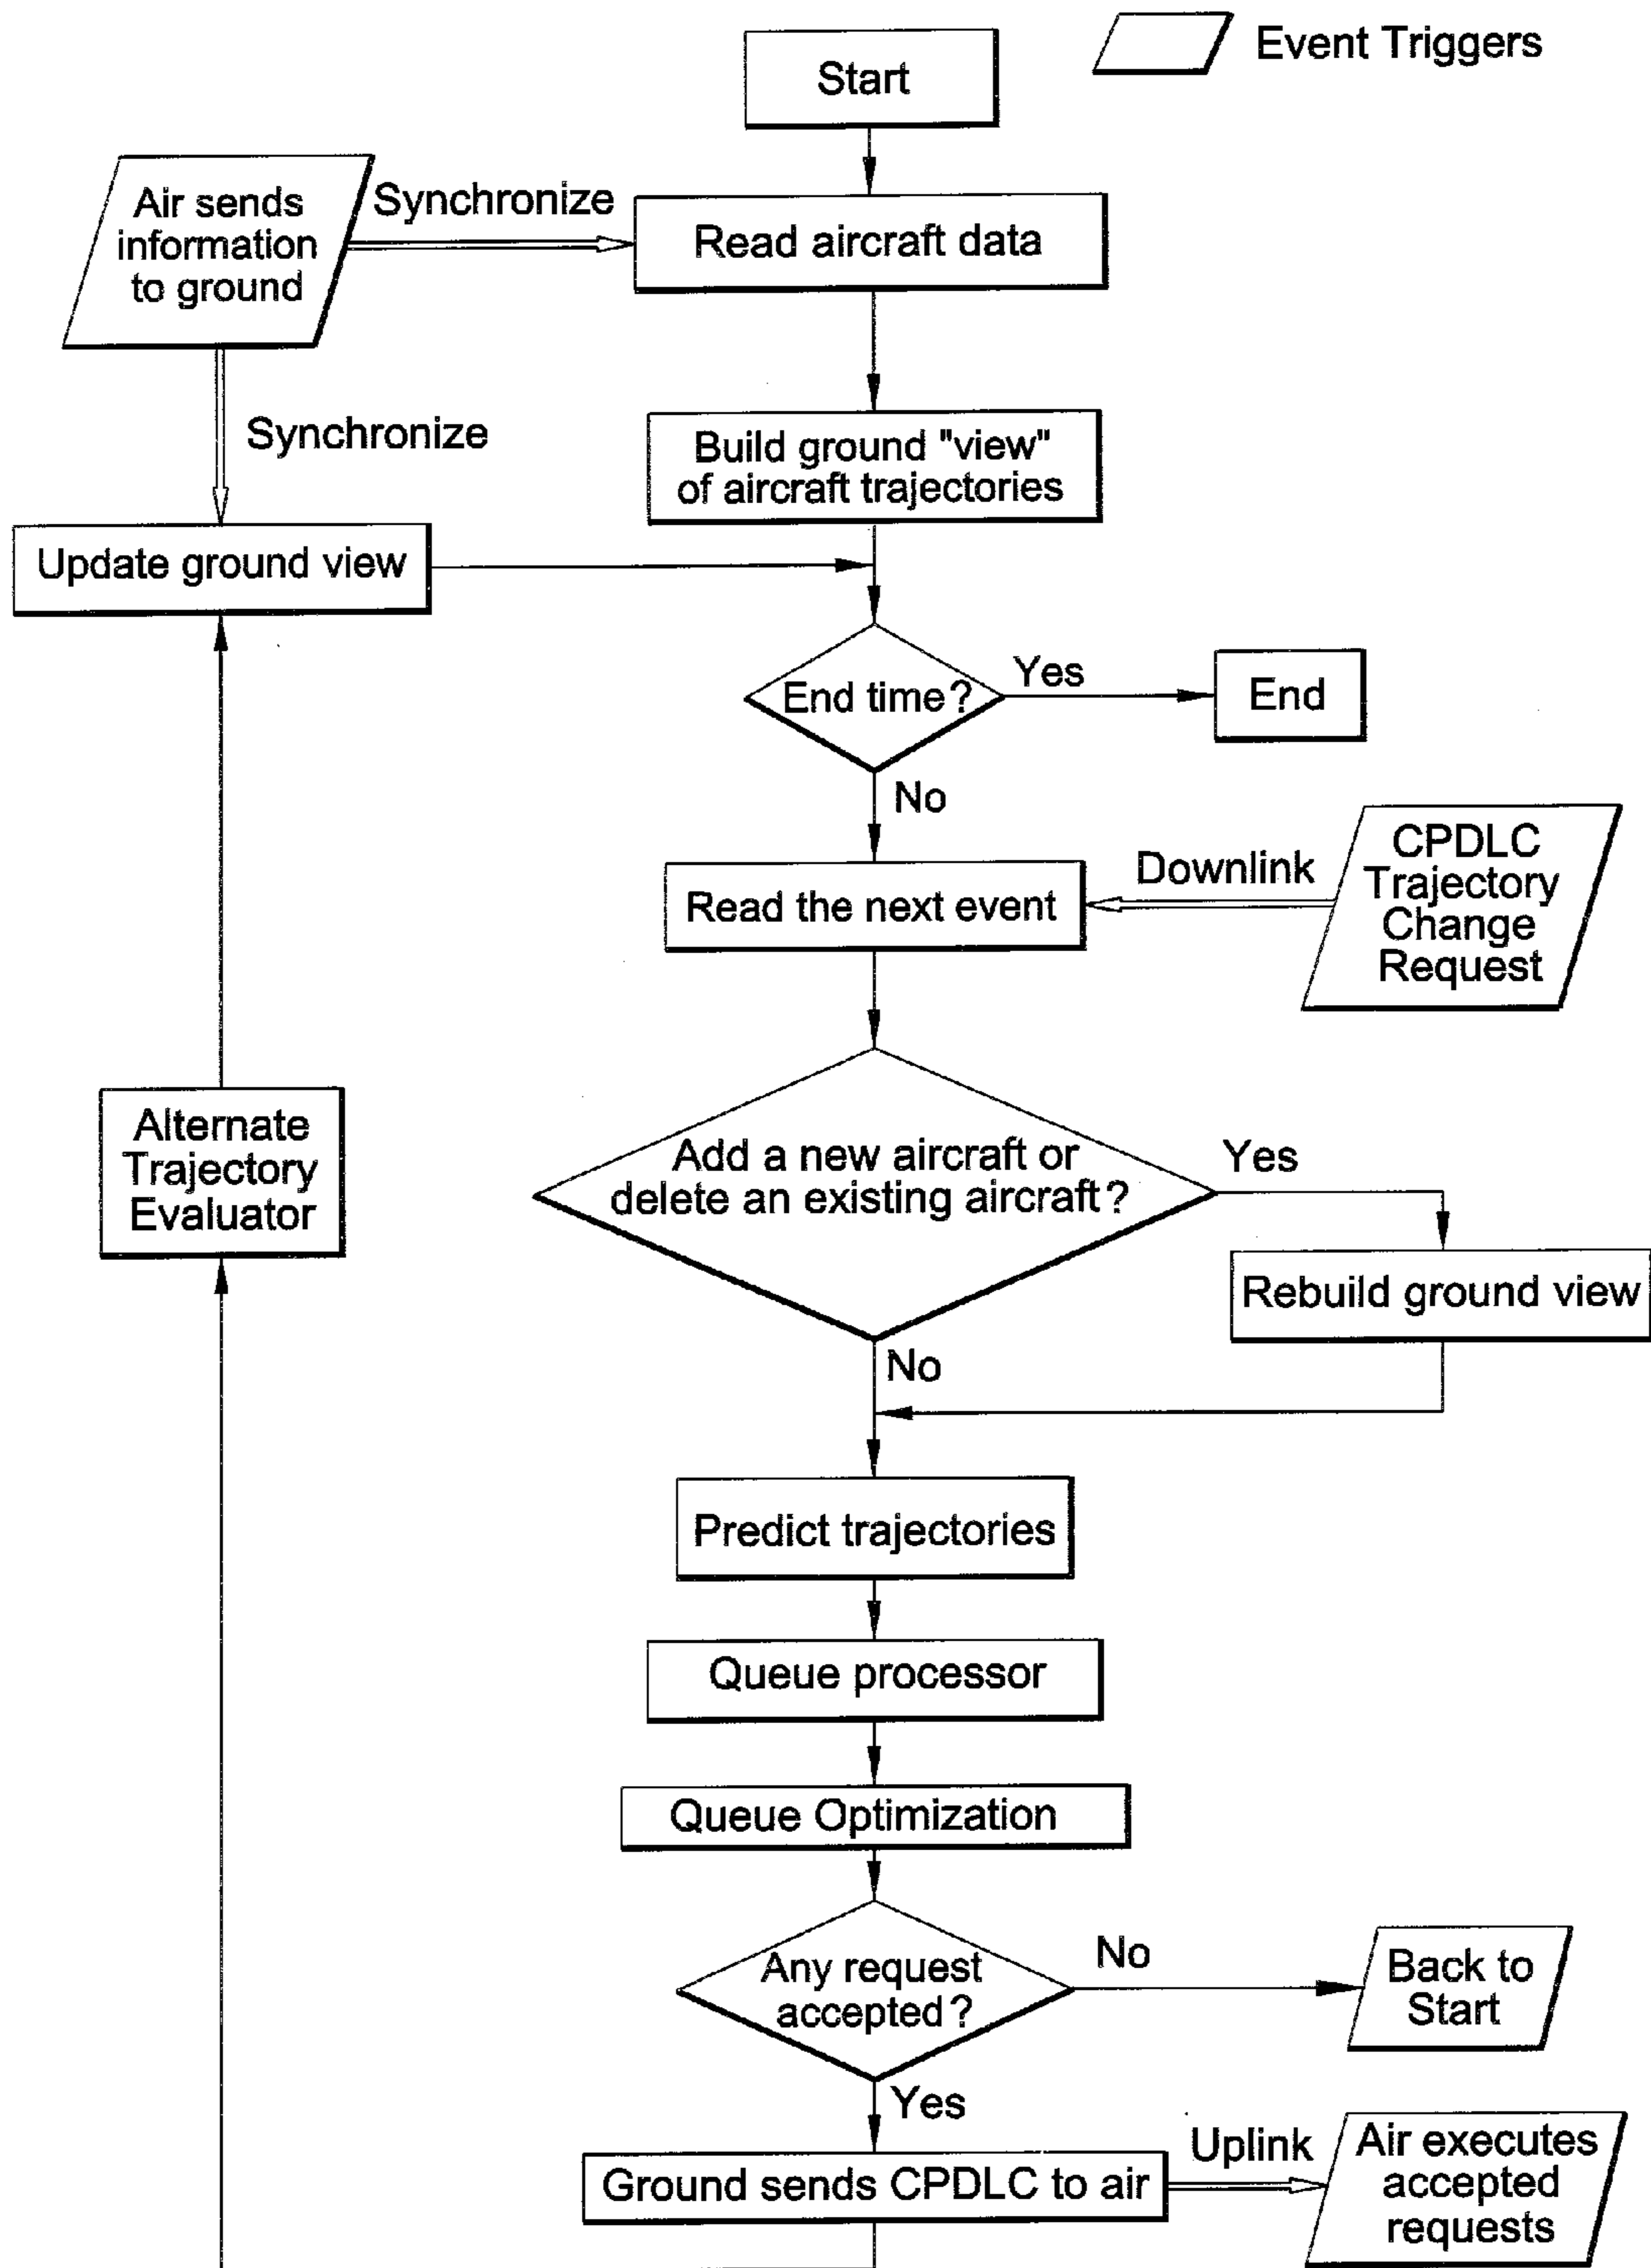 Start
Event Triggers
Air sends
information
to ground
Synchronize
Read aircraft data
Synchronize
Build ground "view"
of aircraft trajectories
Update ground view
End time?
Yes
End
No
Read the next event
Downlink
CPDLC
Trajectory
Change
Request
Alternate
Trajectory
Evaluator
Add a new aircraft or
delete an existing aircraft?
Yes
Rebuild ground view
No
Predict trajectories
Queue processor
Queue Optimization
Any request
accepted?
No
Back to
Start
Yes
Ground sends CPDLC to air
Uplink
Air executes
accepted
requests